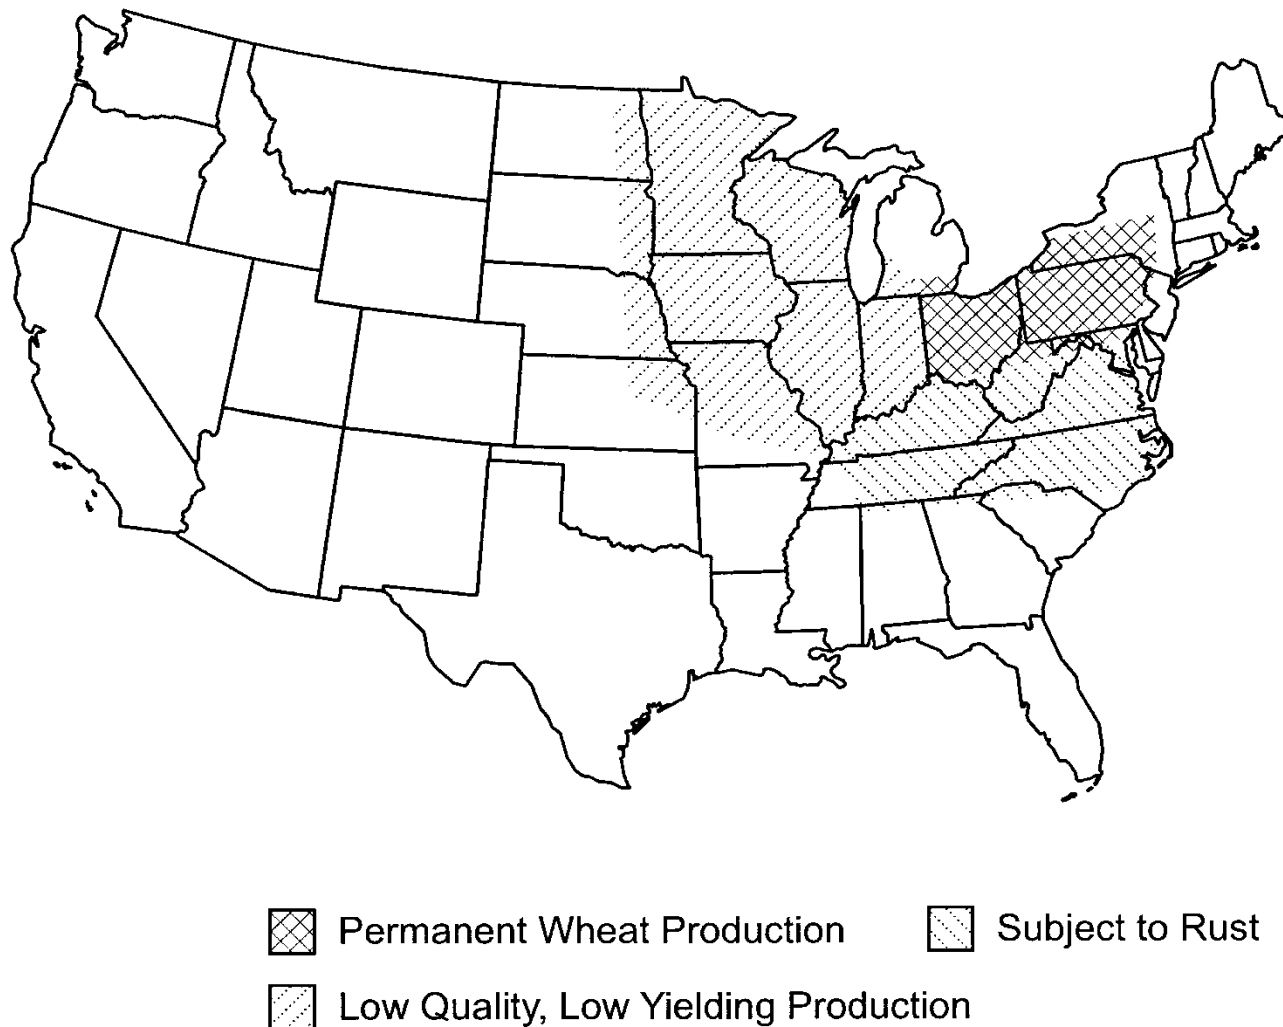 Permanent Wheat Production
Subject to Rust
Low Quality, Low Yielding Production